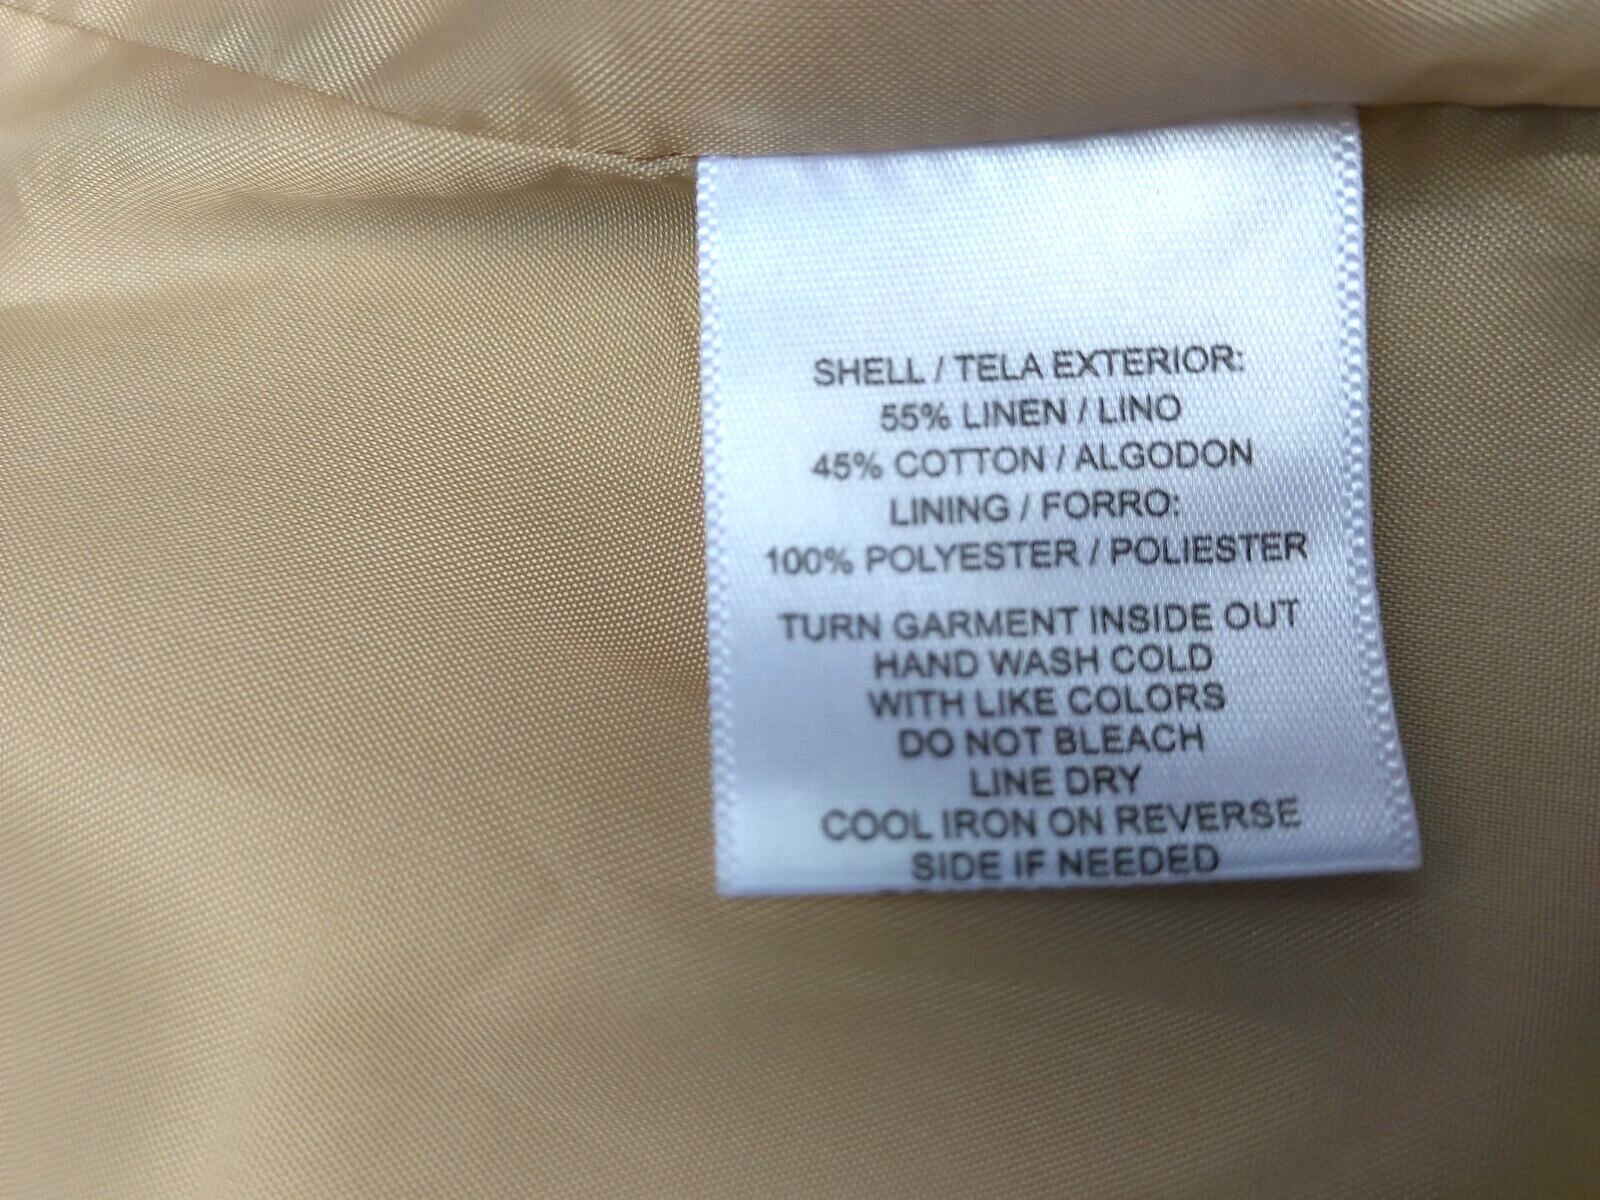 SHELL / TELA EXTERIOR:
55% LINEN / LINO
45% COTTON / ALGODON
LINING / FORRO:
100% POLYESTER / POLIESTER
TURN GARMENT INSIDE OUT
HAND WASH COLD
WITH LIKE COLORS
DO NOT BLEACH
LINE DRY
COOL IRON ON REVERSE
SIDE IF NEEDED